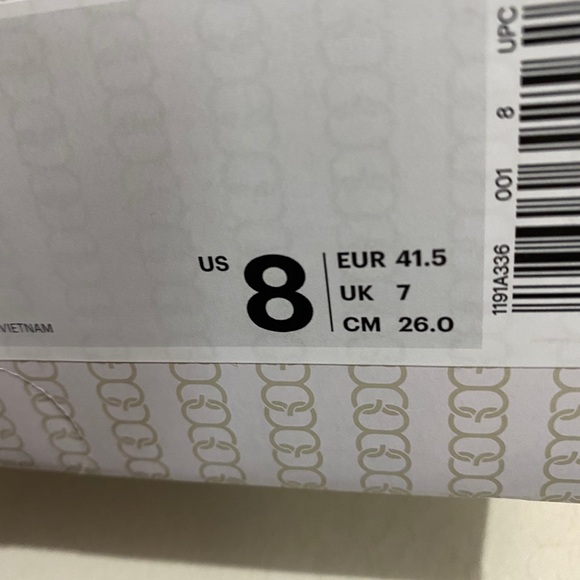 US 8
EUR 41.5
UK 7
CM 26.0
VIETNAM
1191A336 001 8 UPC